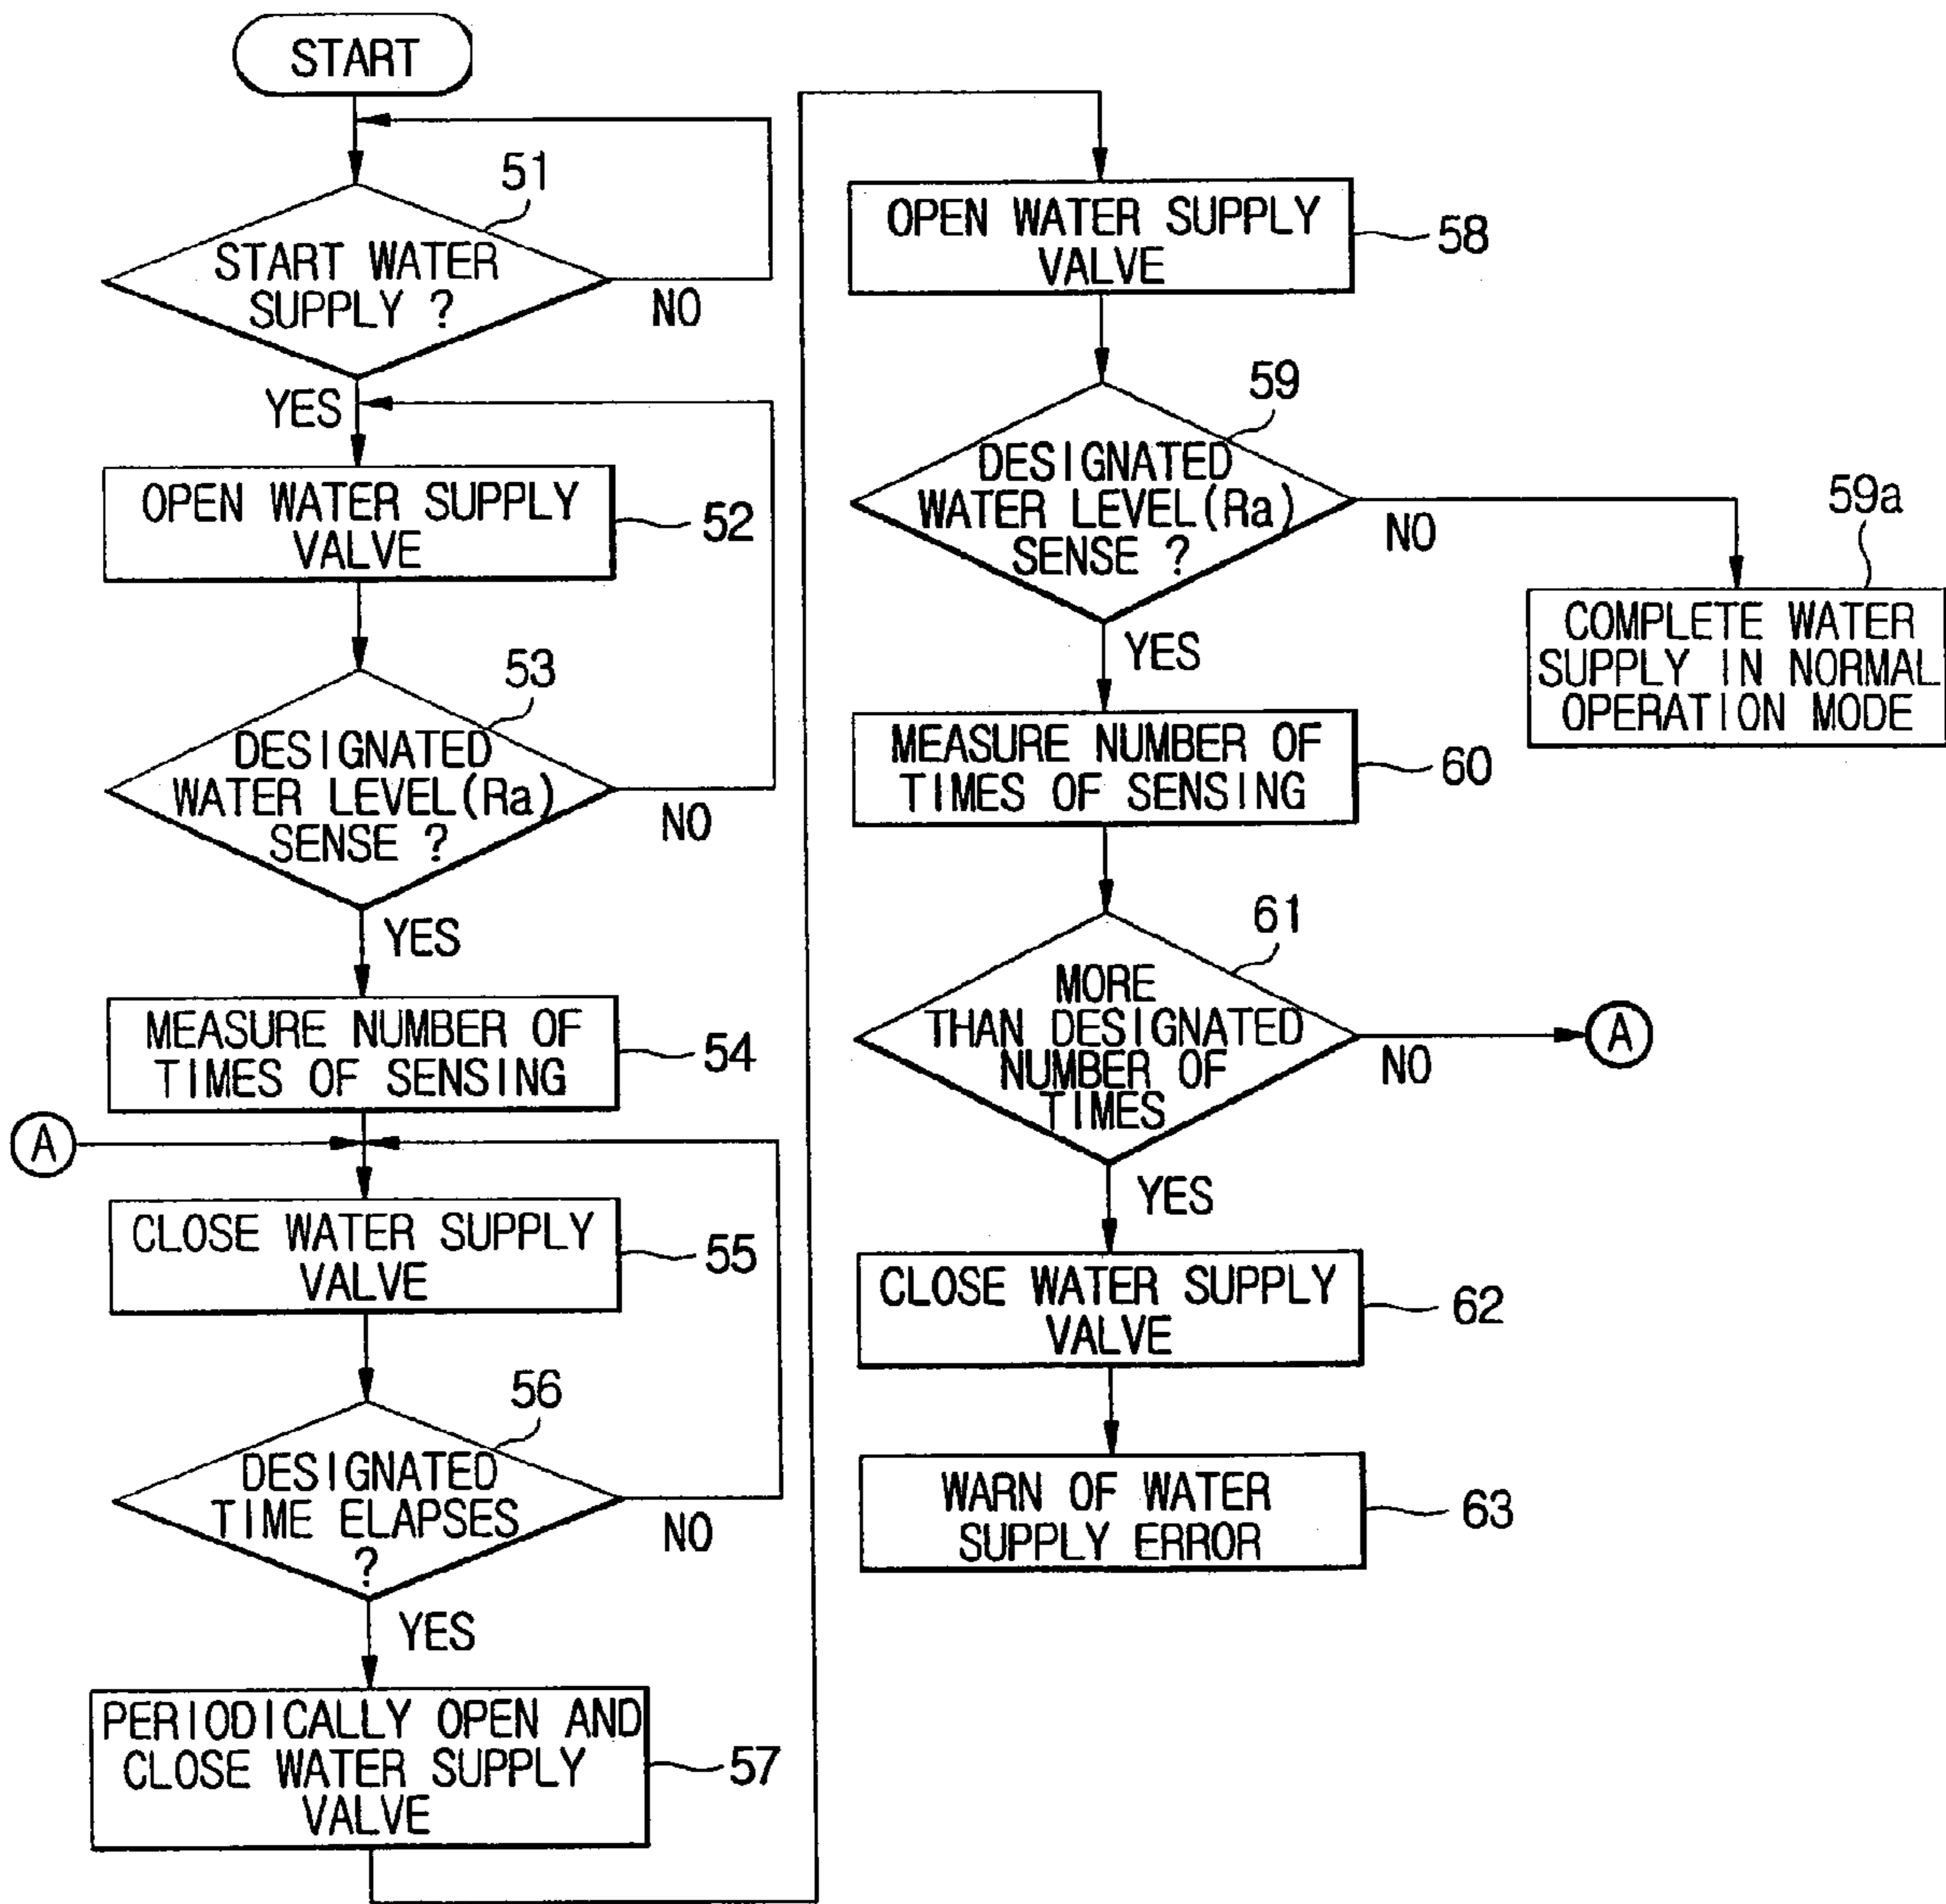 START
51
START WATER
SUPPLY ?
NO
YES
OPEN WATER SUPPLY
VALVE
52
53
DESIGNATED
WATER LEVEL(Ra)
SENSE ?
NO
YES
MEASURE NUMBER OF
TIMES OF SENSING
54
A
CLOSE WATER SUPPLY
VALVE
55
56
DESIGNATED
TIME ELAPSES
?
NO
YES
PERIODICALLY OPEN AND
CLOSE WATER SUPPLY
VALVE
57
OPEN WATER SUPPLY
VALVE
58
59
DESIGNATED
WATER LEVEL(Ra)
SENSE ?
NO
59a
COMPLETE WATER
SUPPLY IN NORMAL
OPERATION MODE
YES
MEASURE NUMBER OF
TIMES OF SENSING
60
61
MORE
THAN DESIGNATED
NUMBER OF
TIMES
NO
A
YES
CLOSE WATER SUPPLY
VALVE
62
WARN OF WATER
SUPPLY ERROR
63